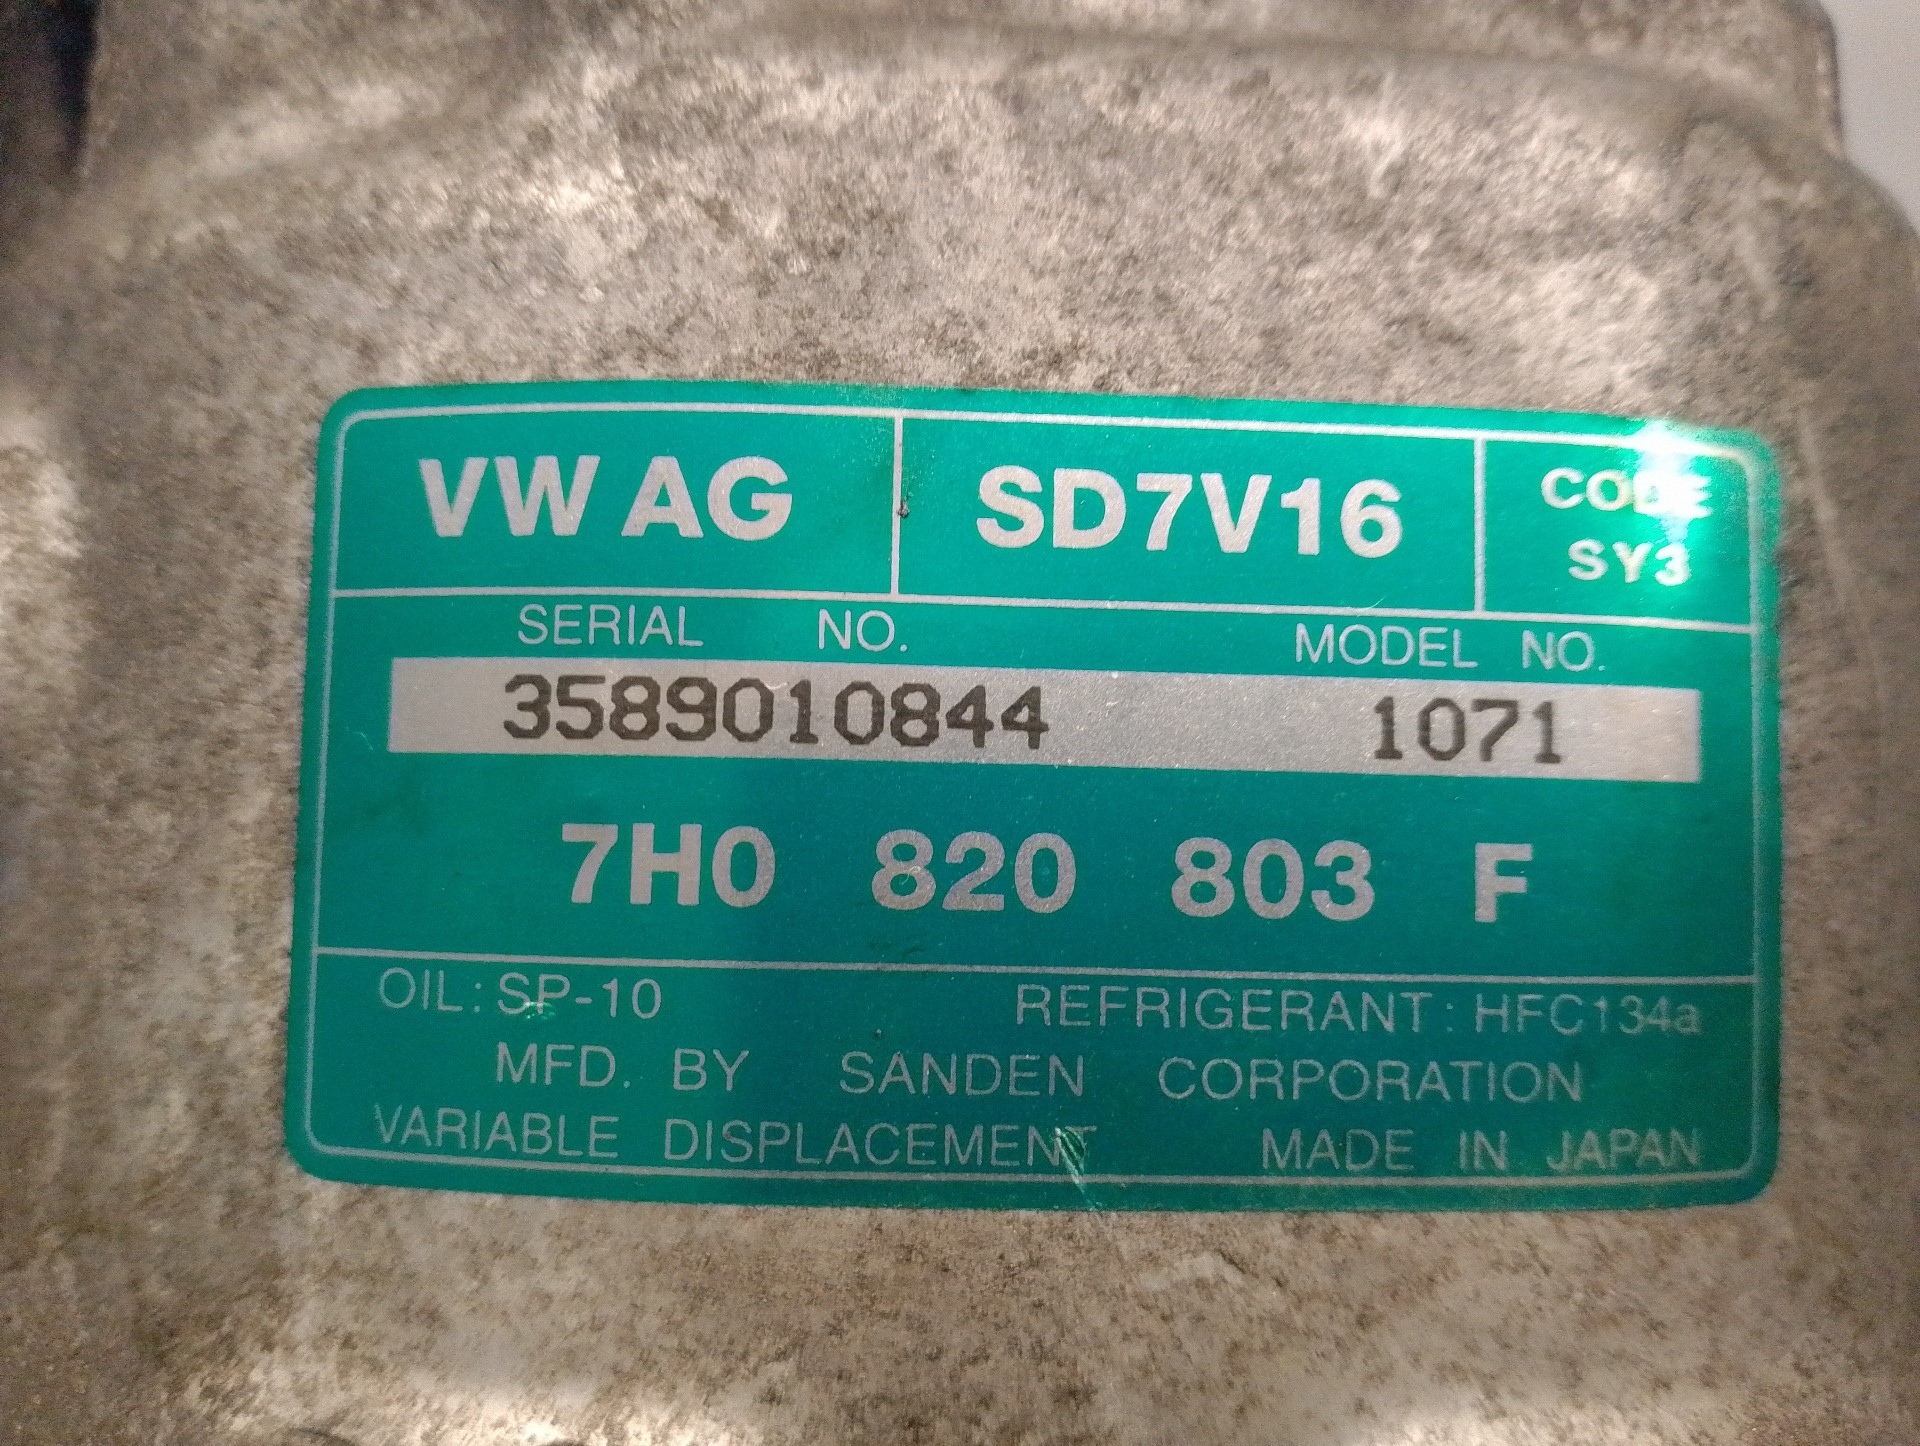 VW AG SD7V16 CODE SY3
SERIAL NO. MODEL NO.
3589010844 1071
7H0 820 803 F
OIL: SP-10 REFRIGERANT: HFC134a
MFD. BY SANDEN CORPORATION
VARIABLE DISPLACEMENT MADE IN JAPAN